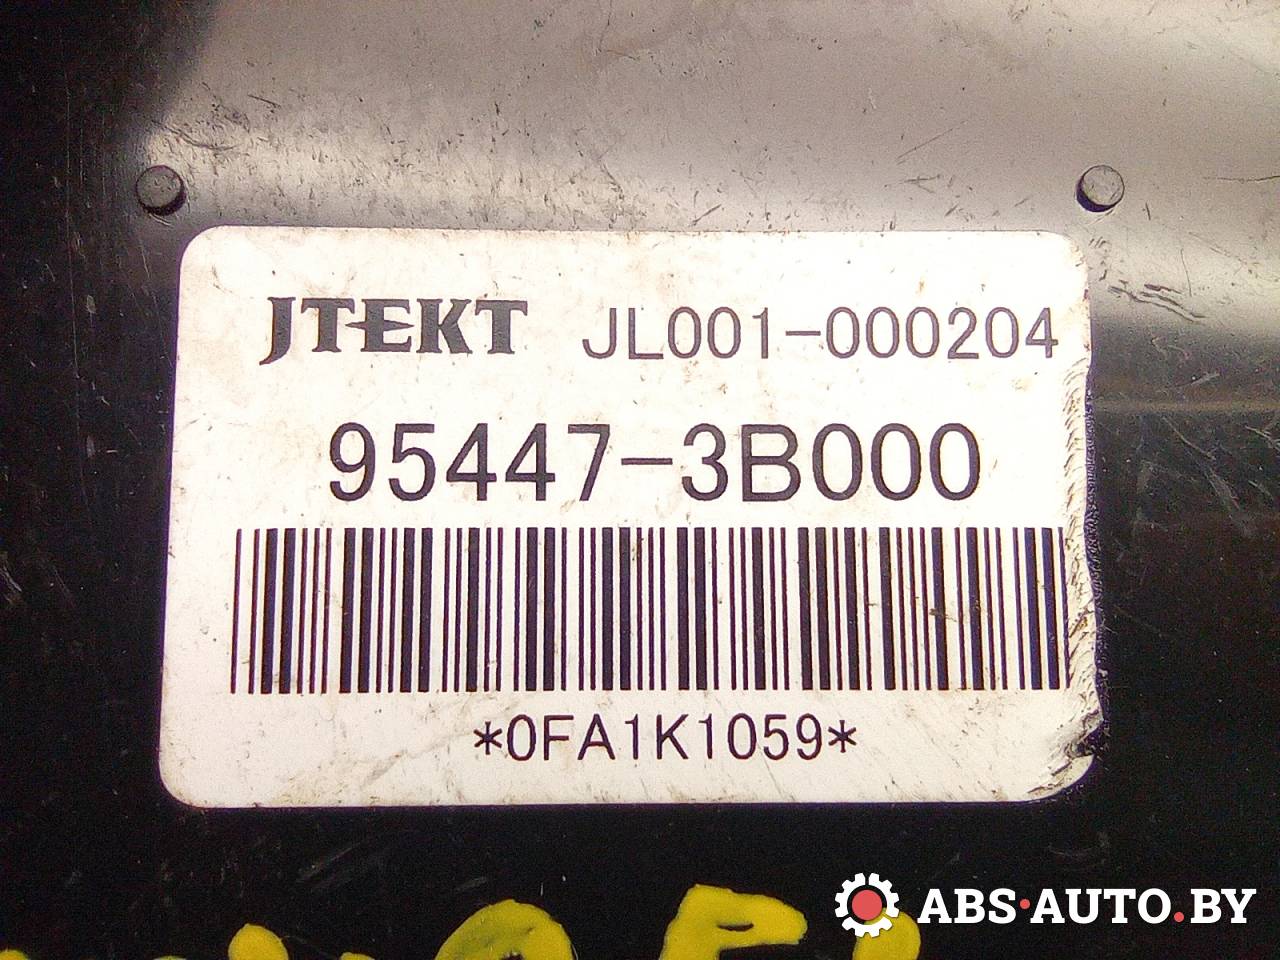 JTEKT JL001-000204
95447-3B000
*0FA1K1059*
ABS·AUTO.BY